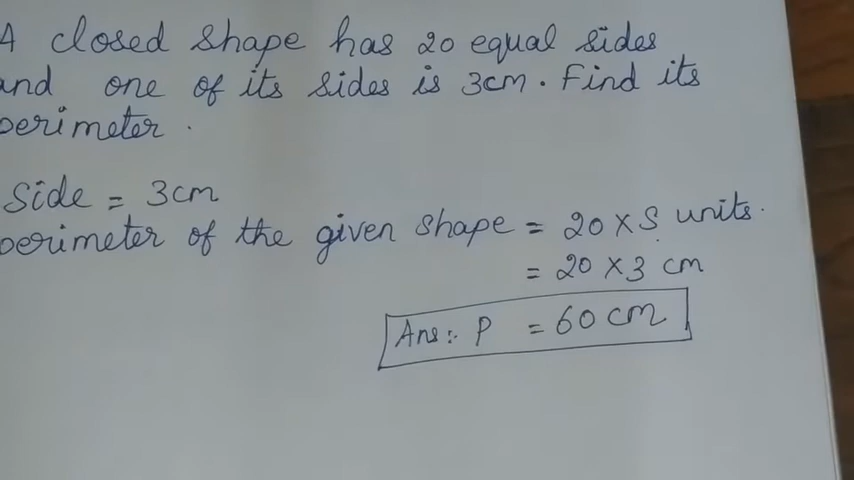 A closed shape has 20 equal sides
and one of its sides is 3cm. Find its
perimeter.
Side = 3cm
perimeter of the given shape = 20 × S units.
= 20 × 3 cm
Ans:. P = 60 cm